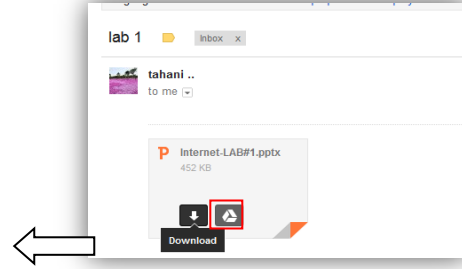 lab 1
Inbox x
tahani ..
to me
P Internet-LAB#1.pptx
452 KB
Download